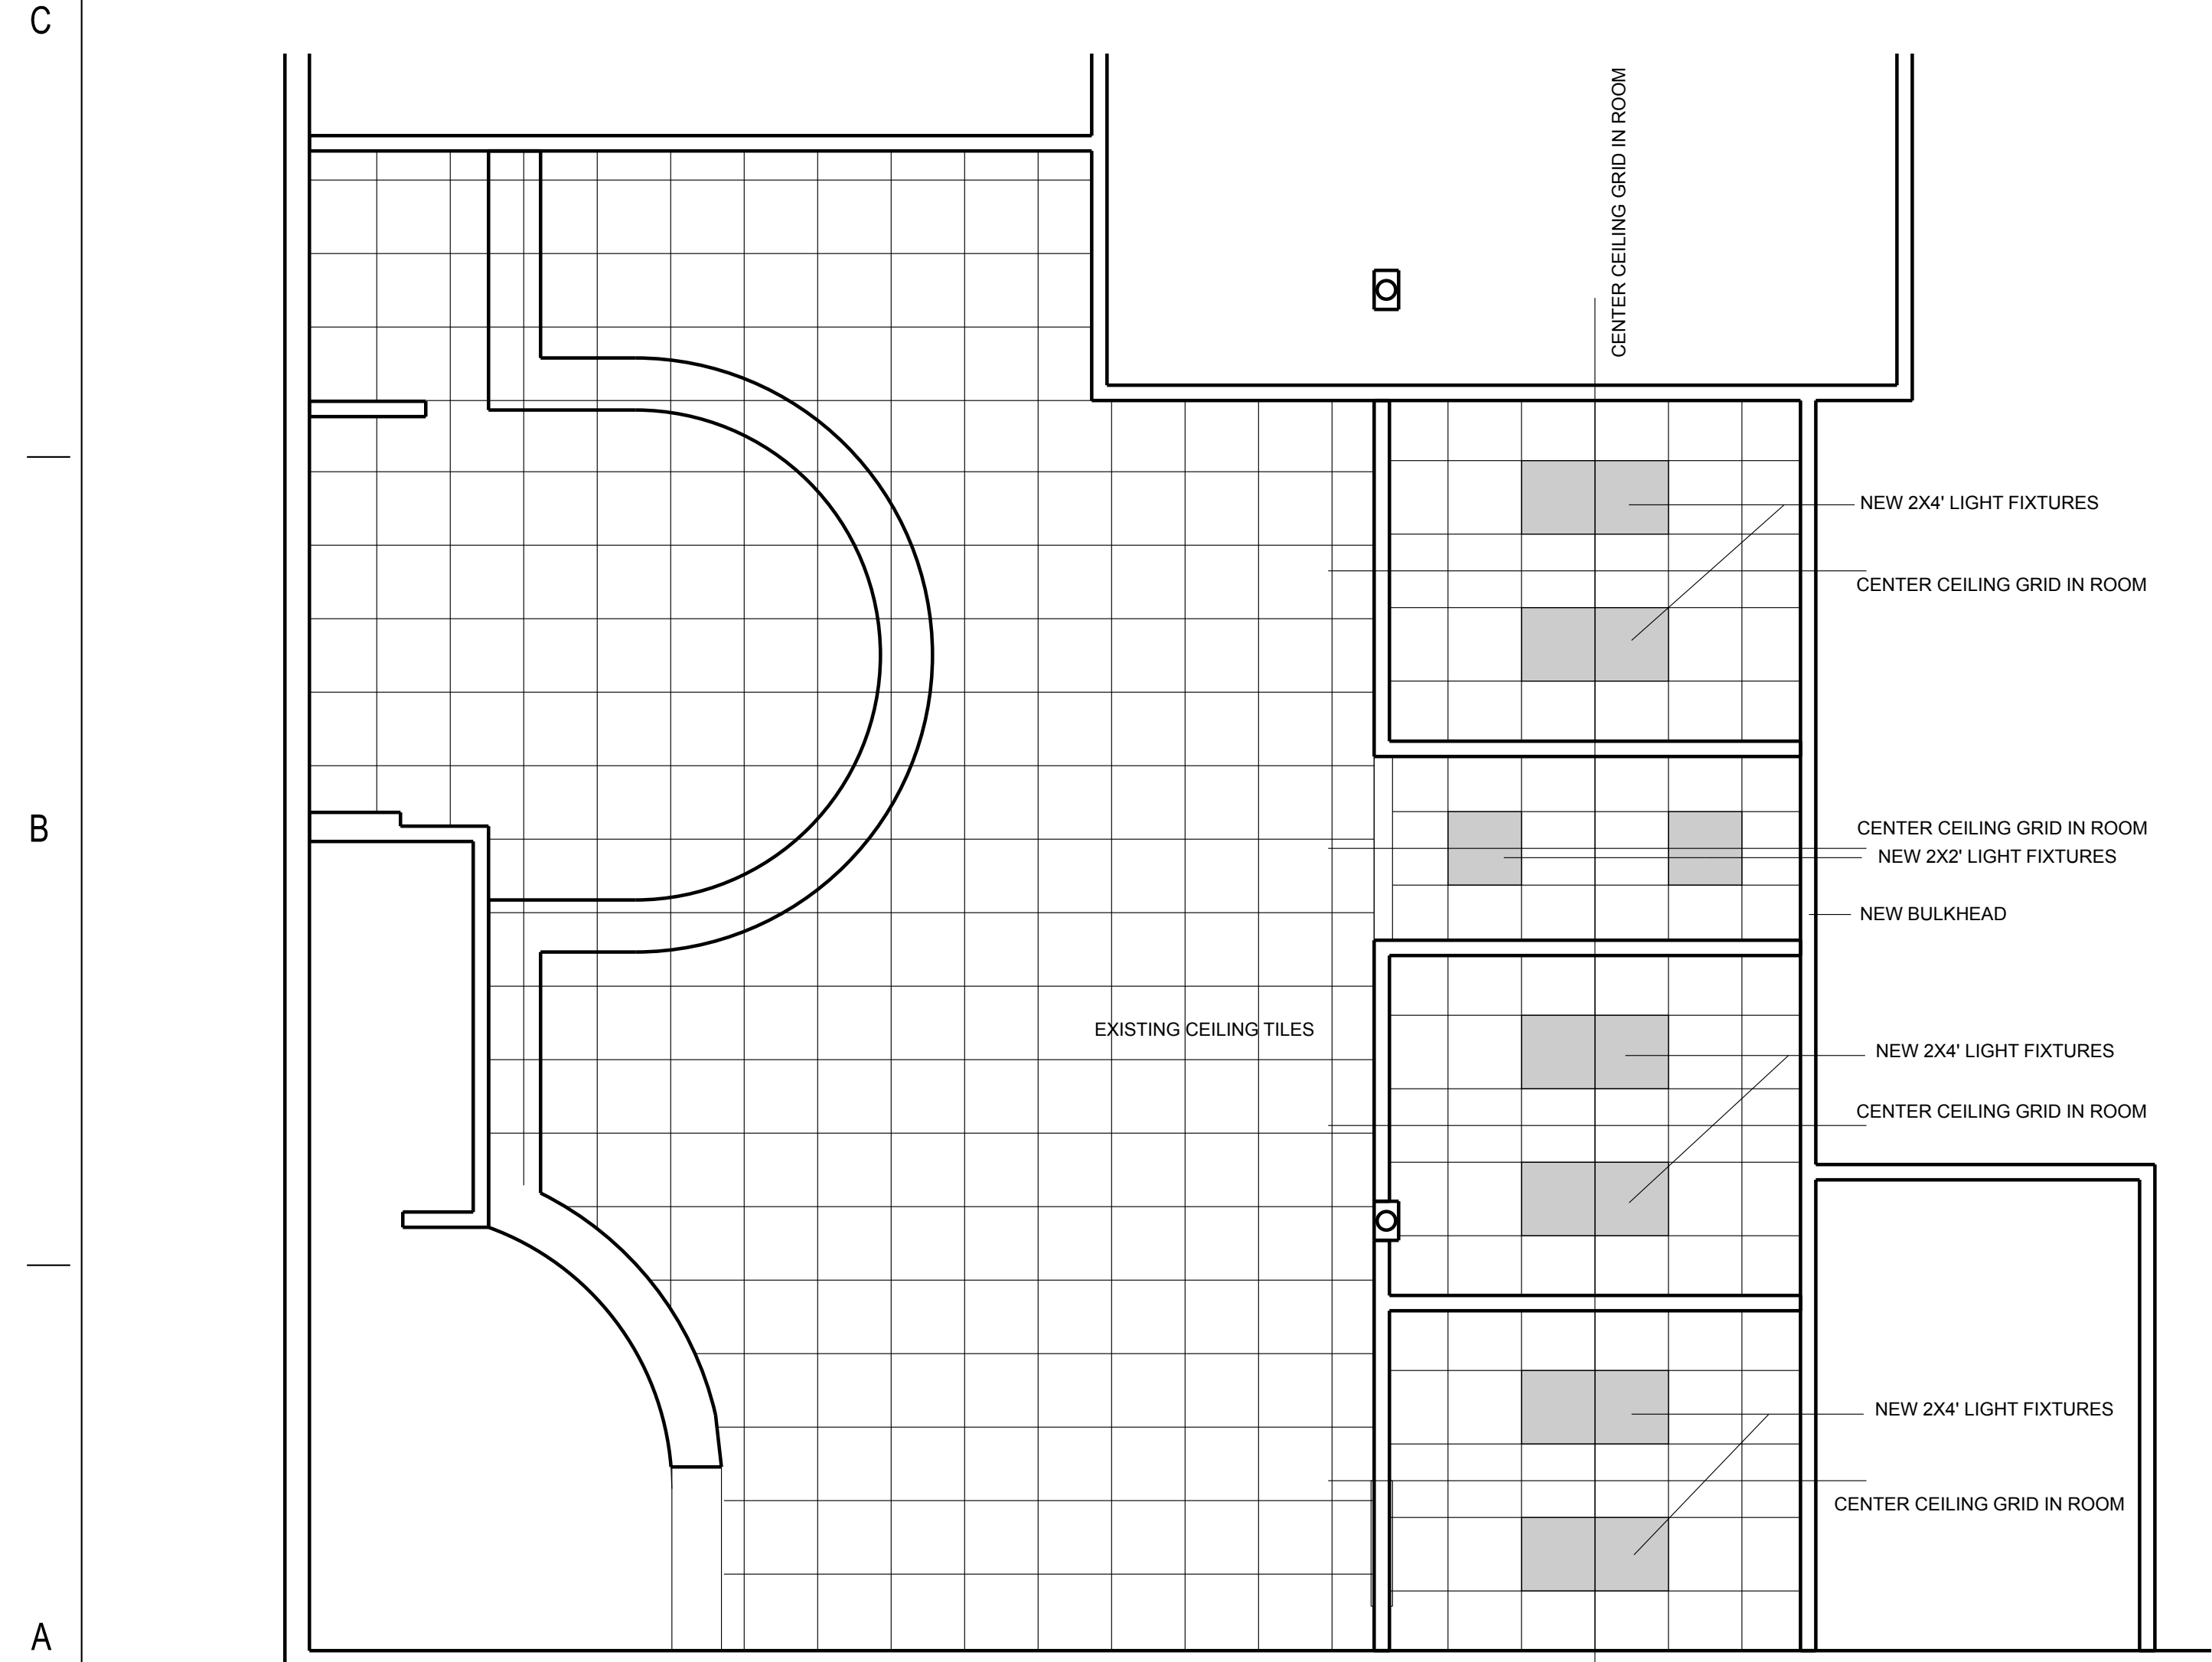 C
CENTER CEILING GRID IN ROOM
NEW 2X4' LIGHT FIXTURES
CENTER CEILING GRID IN ROOM
B
CENTER CEILING GRID IN ROOM
NEW 2X2' LIGHT FIXTURES
NEW BULKHEAD
EXISTING CEILING TILES
NEW 2X4' LIGHT FIXTURES
CENTER CEILING GRID IN ROOM
NEW 2X4' LIGHT FIXTURES
CENTER CEILING GRID IN ROOM
A